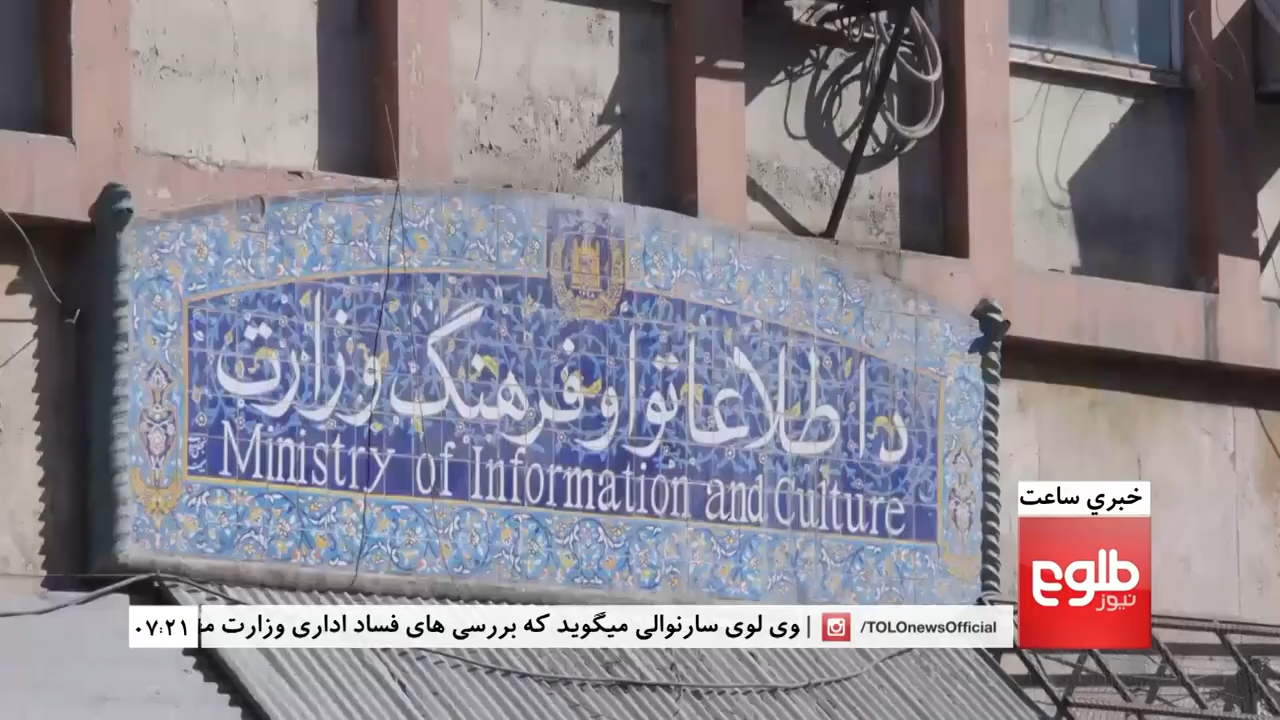 د اطلاعاتو او فرهنگ وزارت
Ministry of Information and Culture
خبري ساعت
طلوع
نیوز
/TOLOnewsOfficial
| وی لوی سارنوالی میگوید که بررسی های فساد اداری وزارت
۰۷:۲۱